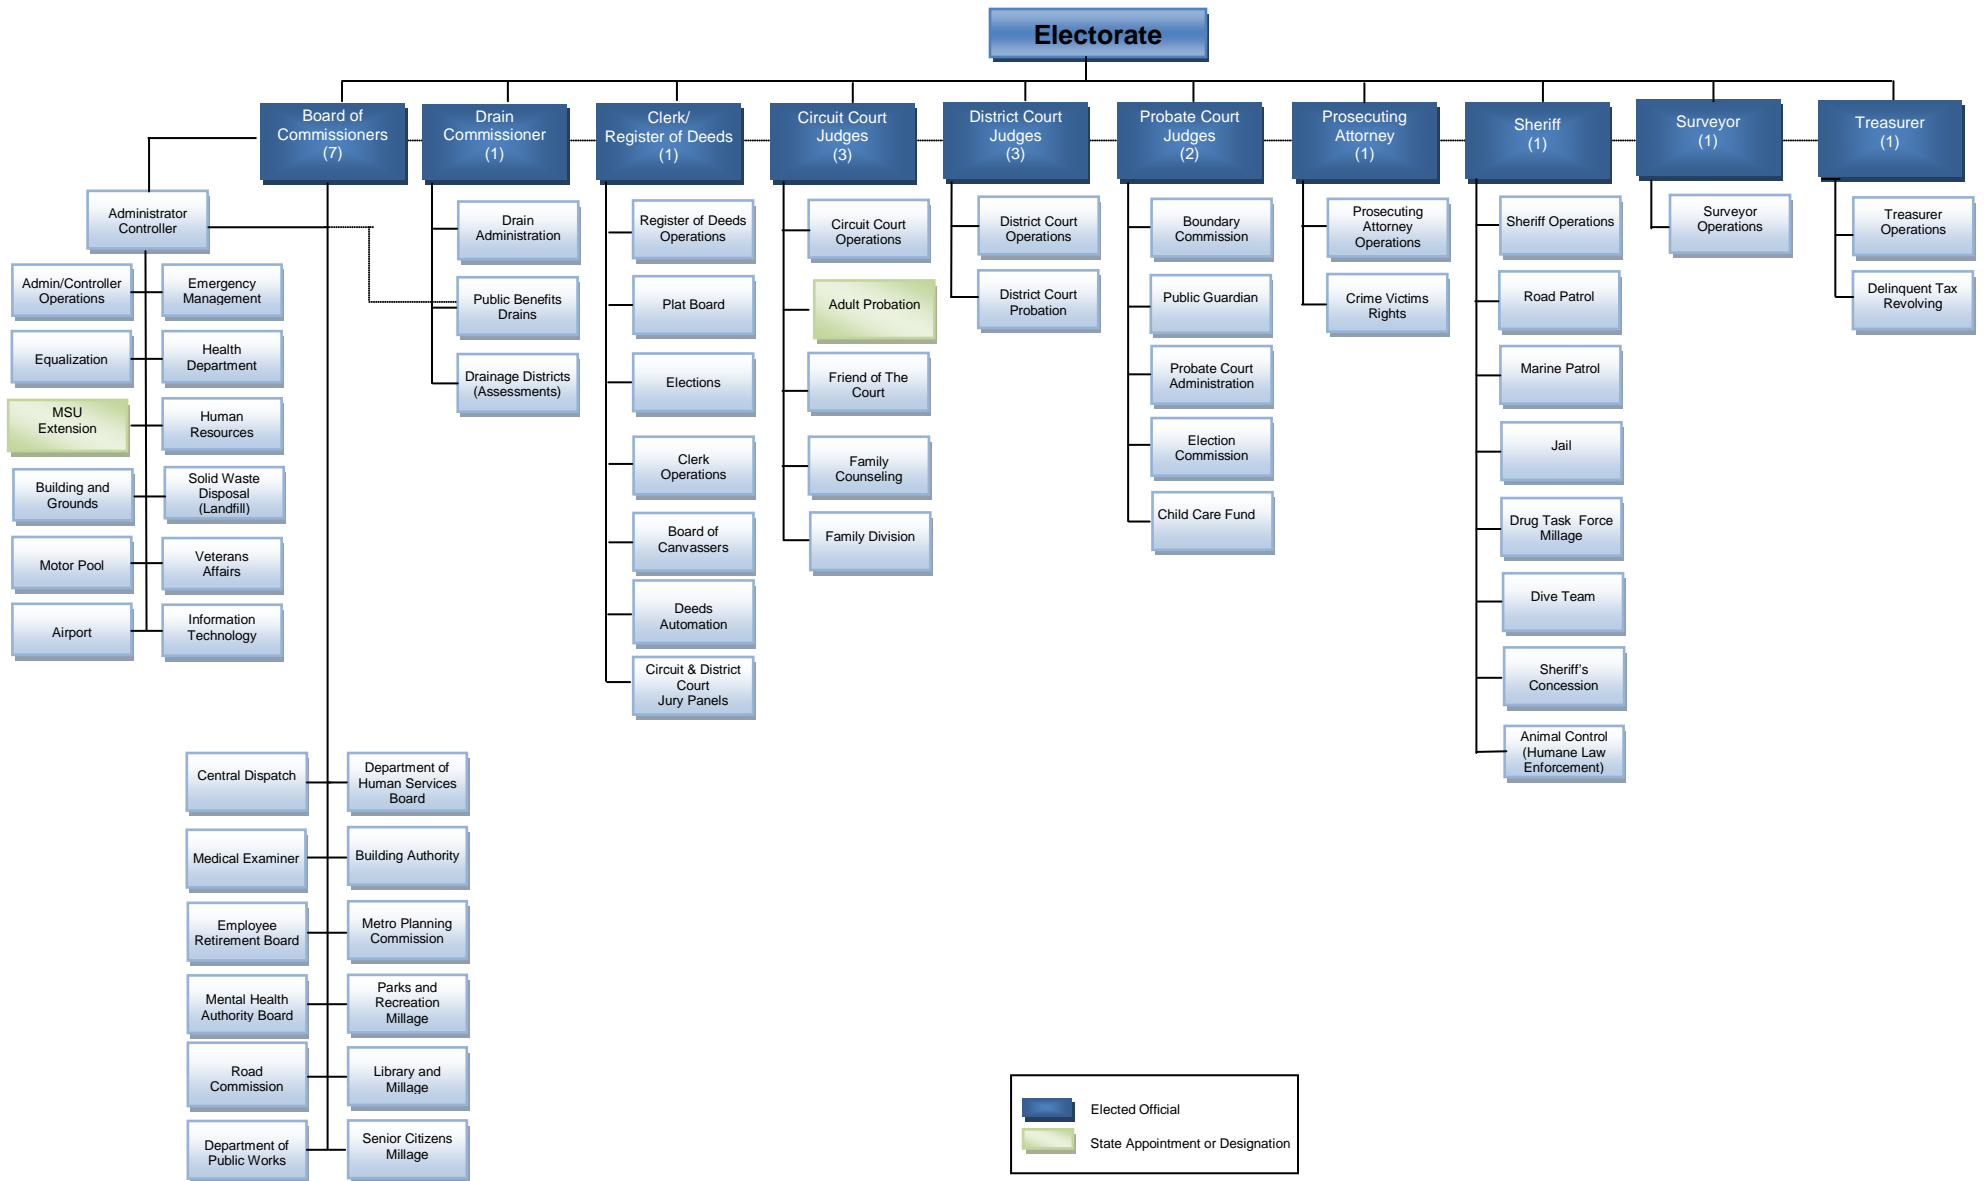 Electorate
Board of
Commissioners
(7)
Drain
Commissioner
(1)
Clerk/
Register of Deeds
(1)
Circuit Court
Judges
(3)
District Court
Judges
(3)
Probate Court
Judges
(2)
Prosecuting
Attorney
(1)
Sheriff
(1)
Surveyor
(1)
Treasurer
(1)
Administrator
Controller
Admin/Controller
Operations
Emergency
Management
Equalization
Health
Department
MSU
Extension
Human
Resources
Building and
Grounds
Solid Waste
Disposal
(Landfill)
Motor Pool
Veterans
Affairs
Airport
Information
Technology
Central Dispatch
Department of
Human Services
Board
Medical Examiner
Building Authority
Employee
Retirement Board
Metro Planning
Commission
Mental Health
Authority Board
Parks and
Recreation
Millage
Road
Commission
Library and
Millage
Department of
Public Works
Senior Citizens
Millage
Drain
Administration
Public Benefits
Drains
Drainage Districts
(Assessments)
Register of Deeds
Operations
Plat Board
Elections
Clerk
Operations
Board of
Canvassers
Deeds
Automation
Circuit & District
Court
Jury Panels
Circuit Court
Operations
Adult Probation
Friend of The
Court
Family
Counseling
Family Division
District Court
Operations
District Court
Probation
Boundary
Commission
Public Guardian
Probate Court
Administration
Election
Commission
Child Care Fund
Prosecuting
Attorney
Operations
Crime Victims
Rights
Sheriff Operations
Road Patrol
Marine Patrol
Jail
Drug Task Force
Millage
Dive Team
Sheriff's
Concession
Animal Control
(Humane Law
Enforcement)
Surveyor
Operations
Treasurer
Operations
Delinquent Tax
Revolving
Elected Official
State Appointment or Designation